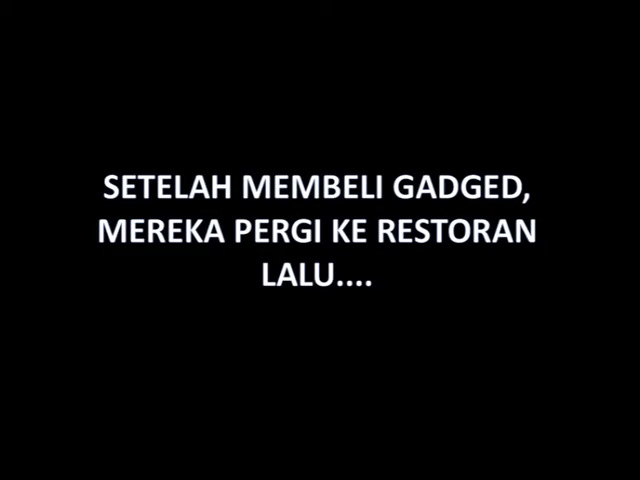 SETELAH MEMBELI GADGED,
MEREKA PERGI KE RESTORAN
LALU....